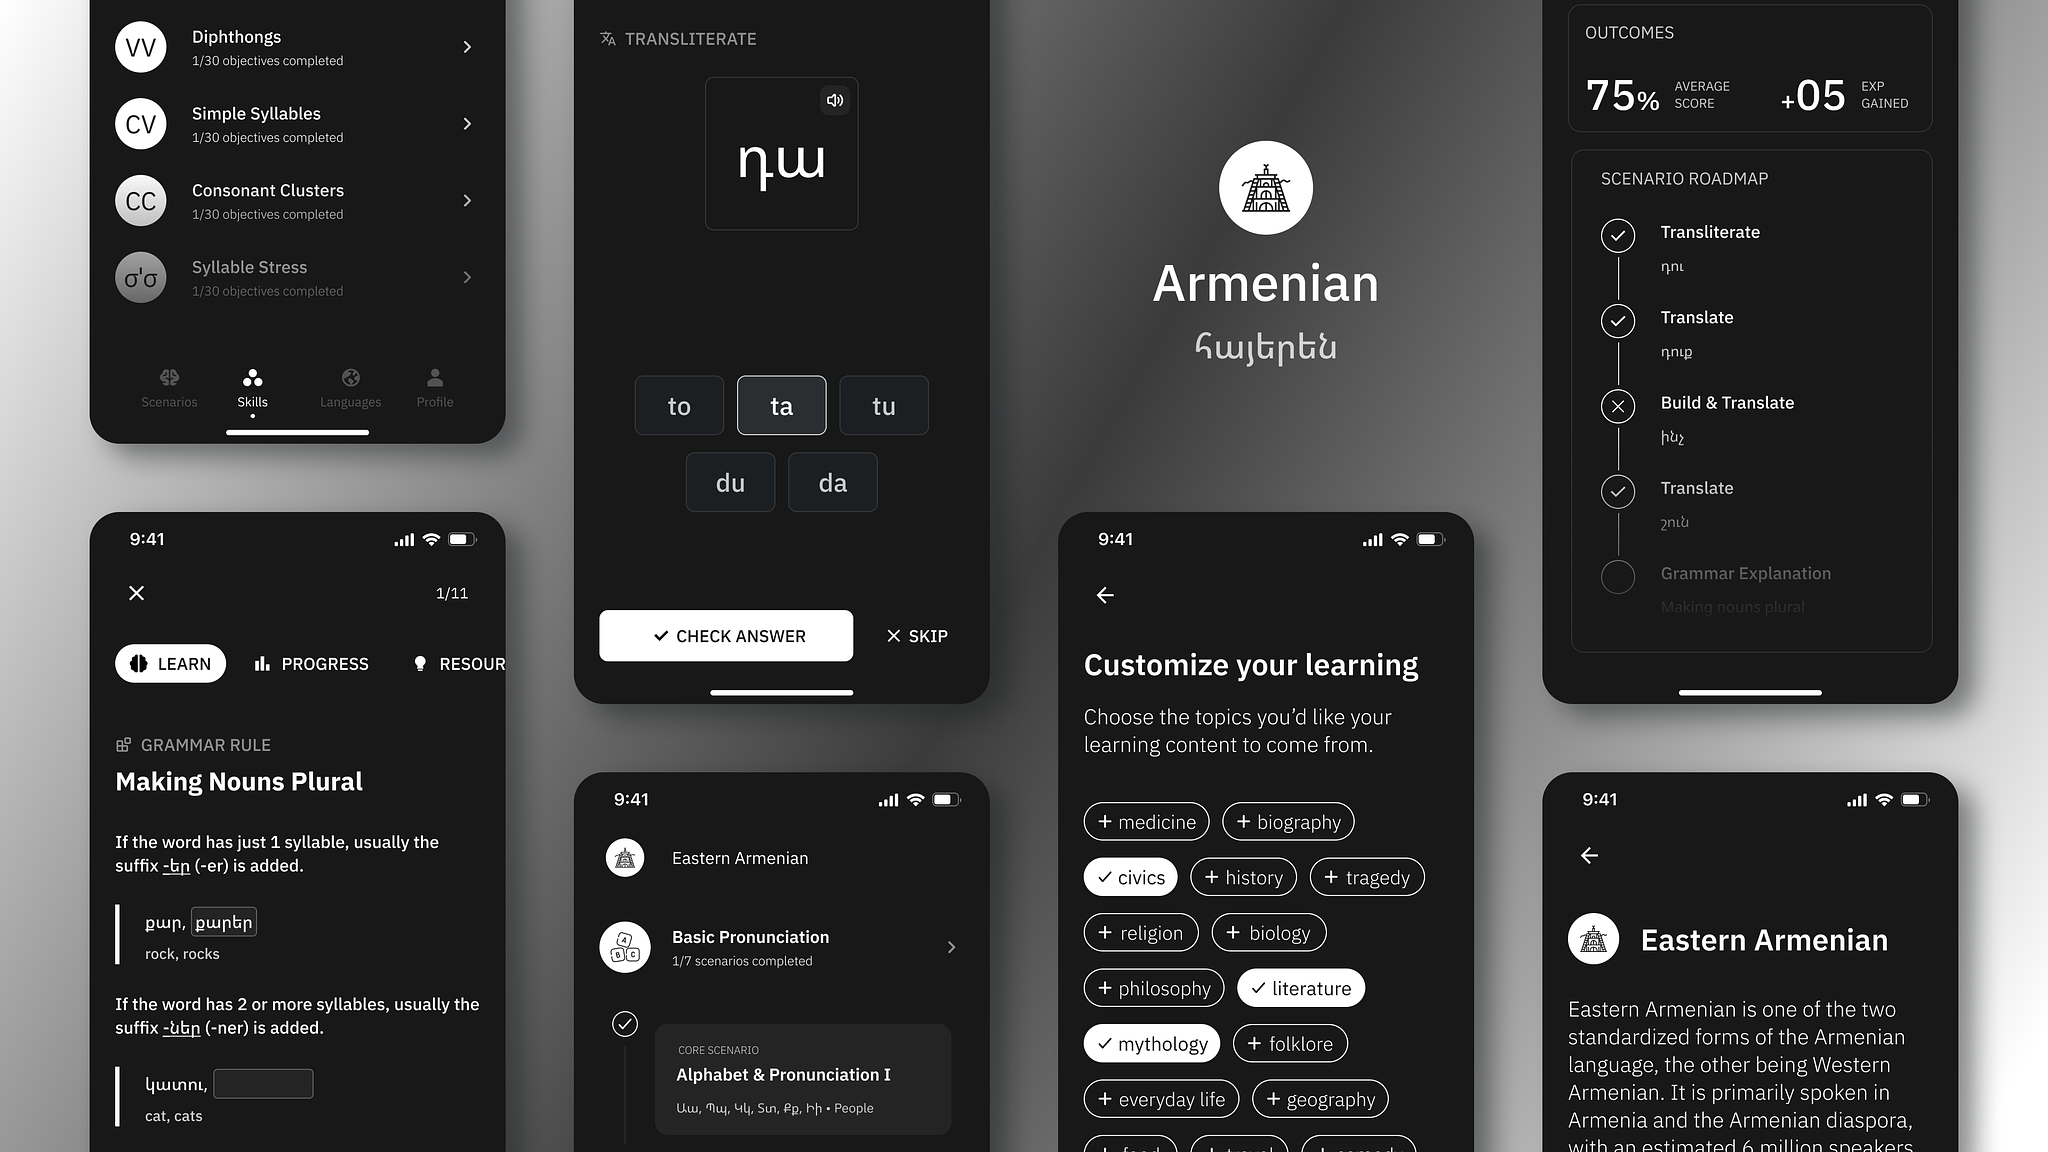 VV
Diphthongs
1/30 objectives completed
CV
Simple Syllables
1/30 objectives completed
CC
Consonant Clusters
1/30 objectives completed
σ'σ
Syllable Stress
1/30 objectives completed
Scenarios
Skills
Languages
Profile
9:41
1/11
LEARN
PROGRESS
RESOUR
GRAMMAR RULE
Making Nouns Plural
If the word has just 1 syllable, usually the
suffix -եր (-er) is added.
քար, քարեր
rock, rocks
If the word has 2 or more syllables, usually the
suffix -ներ (-ner) is added.
կատու,
cat, cats
TRANSLITERATE
դա
to
ta
tu
du
da
CHECK ANSWER
SKIP
9:41
Eastern Armenian
A
B C
Basic Pronunciation
1/7 scenarios completed
CORE SCENARIO
Alphabet & Pronunciation I
Աա, Պպ, Կկ, Տտ, Քք, Իի • People
Armenian
հայերեն
9:41
Customize your learning
Choose the topics you’d like your
learning content to come from.
medicine
biography
civics
history
tragedy
religion
biology
philosophy
literature
mythology
folklore
everyday life
geography
OUTCOMES
75% AVERAGE SCORE
+05 EXP GAINED
SCENARIO ROADMAP
Transliterate
դու
Translate
դուք
Build & Translate
ինչ
Translate
շուն
Grammar Explanation
Making nouns plural
9:41
Eastern Armenian
Eastern Armenian is one of the two
standardized forms of the Armenian
language, the other being Western
Armenian. It is primarily spoken in
Armenia and the Armenian diaspora,
with an estimated 6 million speakers